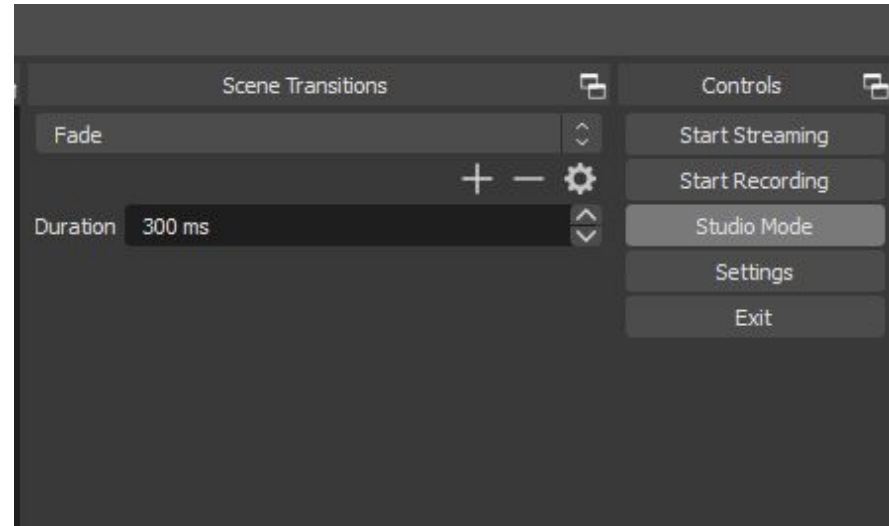 Scene Transitions
Fade
Duration 300 ms
Controls
Start Streaming
Start Recording
Studio Mode
Settings
Exit